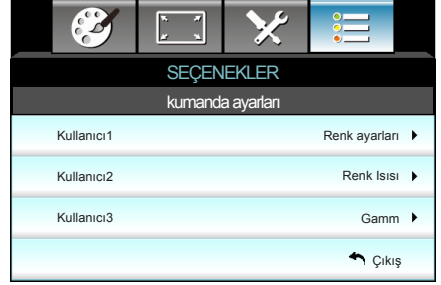 SEÇENEKLER
kumanda ayarları
Kullanıcı1 Renk ayarları
Kullanıcı2 Renk Isısı
Kullanıcı3 Gamm
Çıkış